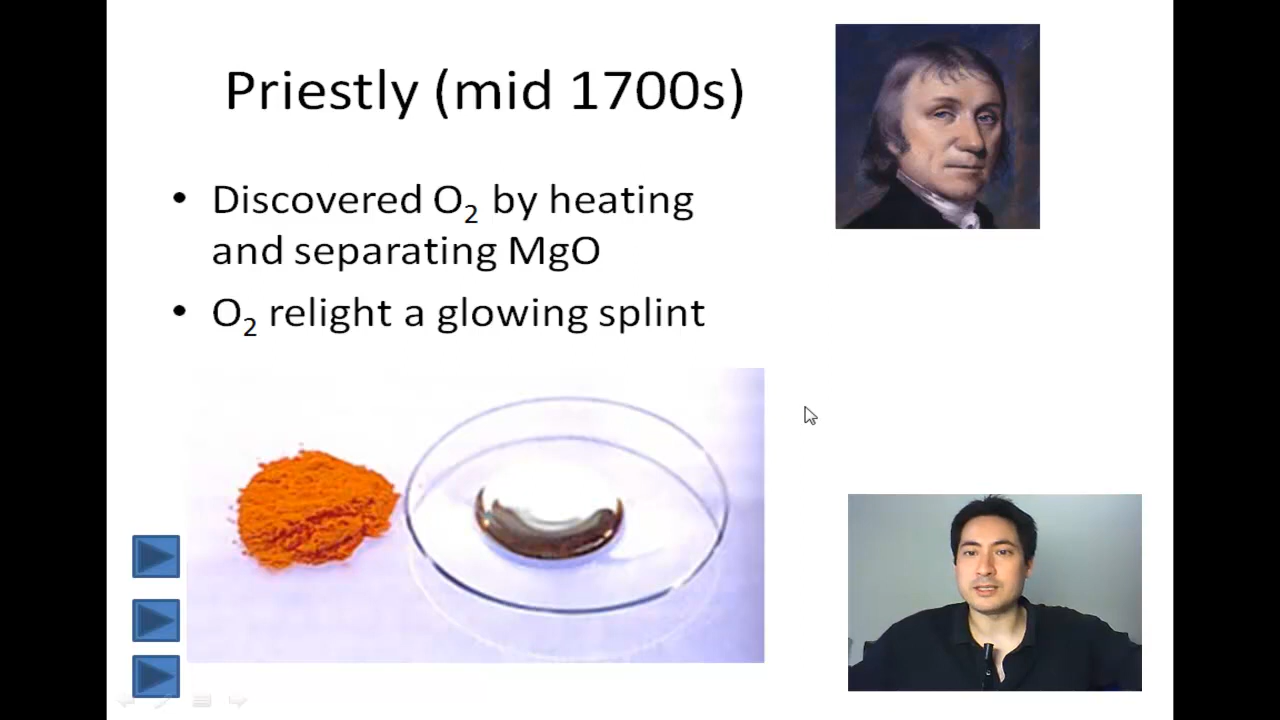 Priestly (mid 1700s)
• Discovered O₂ by heating
and separating MgO
• O₂ relight a glowing splint